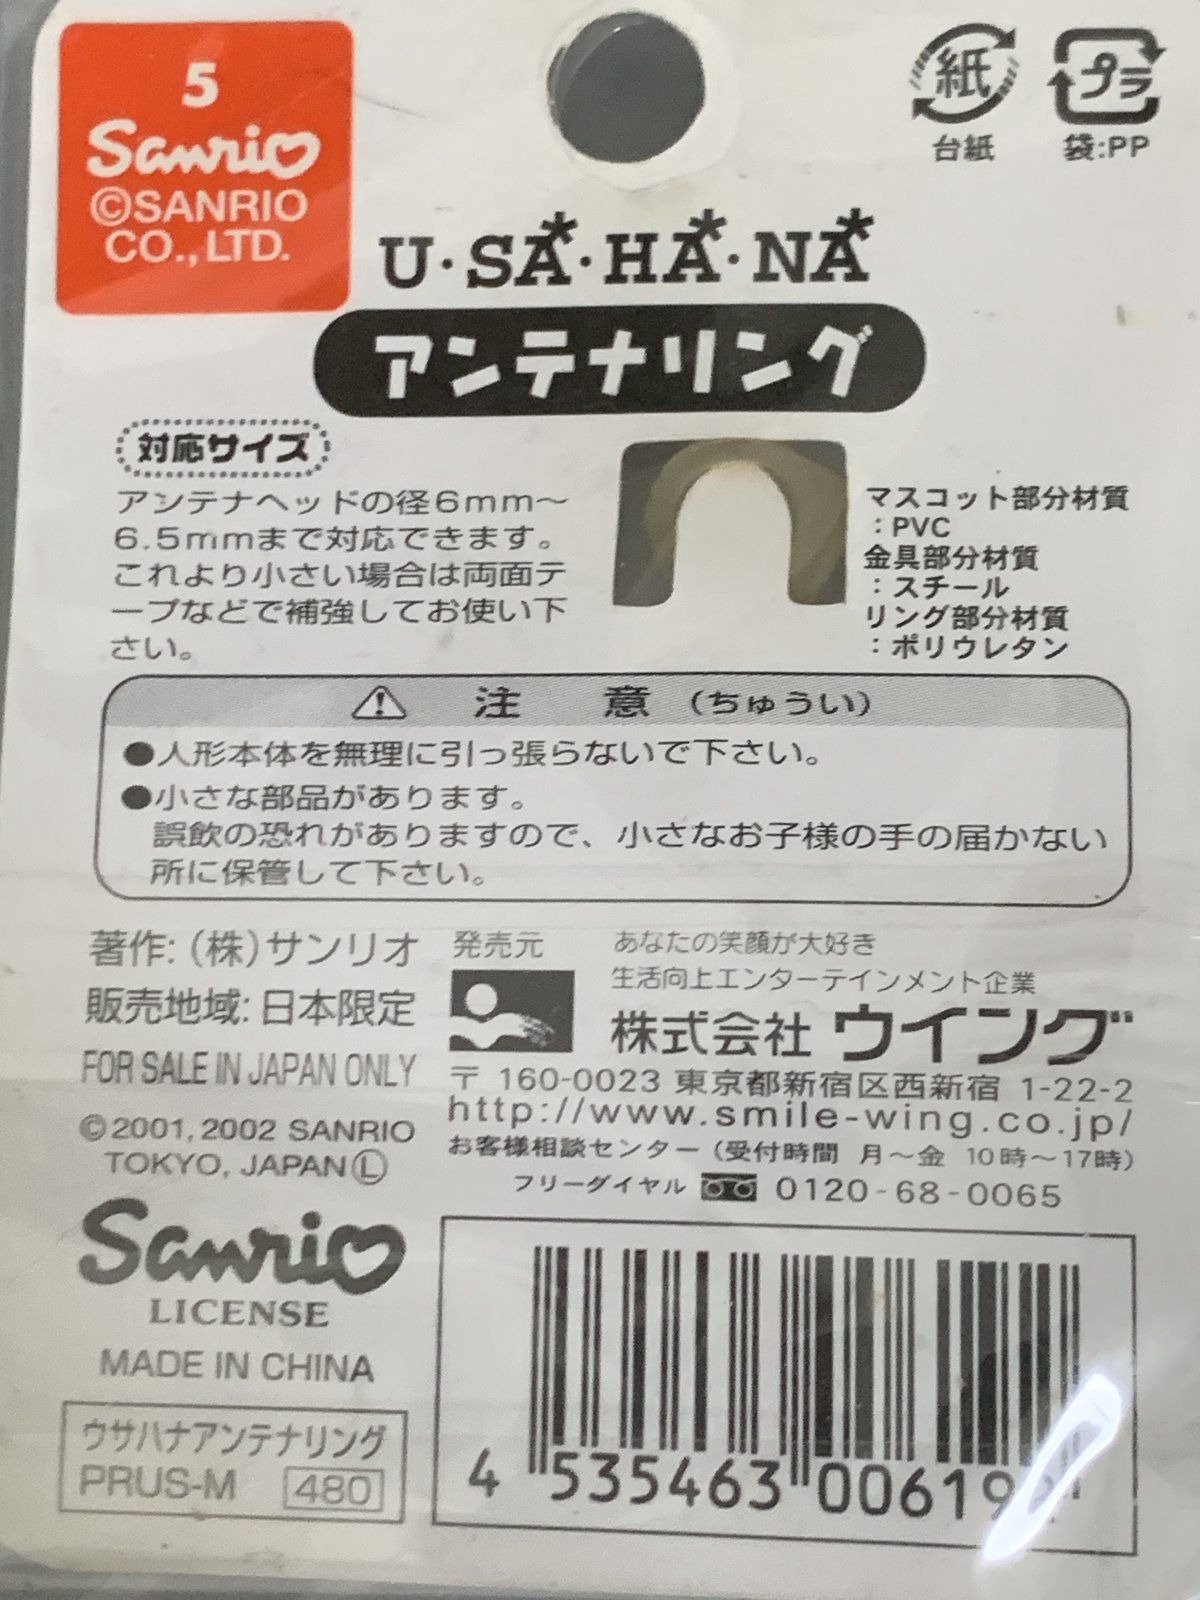 5
Sanrio
©SANRIO
CO., LTD.
紙
台紙
プラ
袋:PP
U·SA*·HA*·NA*
アンテナリング
対応サイズ
アンテナヘッドの径6mm〜
6.5mmまで対応できます。
これより小さい場合は両面テ
ープなどで補強してお使い下
さい。
マスコット部分材質
:PVC
金具部分材質
:スチール
リング部分材質
:ポリウレタン
注 意(ちゅうい)
●人形本体を無理に引っ張らないで下さい。
●小さな部品があります。
誤飲の恐れがありますので、小さなお子様の手の届かない
所に保管して下さい。
著作:(株)サンリオ
販売地域:日本限定
FOR SALE IN JAPAN ONLY
©2001,2002 SANRIO
TOKYO, JAPAN Ⓛ
Sanrio
LICENSE
MADE IN CHINA
ウサハナアンテナリング
PRUS-M 480
発売元
あなたの笑顔が大好き
生活向上エンターテインメント企業
株式会社 ウイング
〒160-0023 東京都新宿区西新宿 1-22-2
http://www.smile-wing.co.jp/
お客様相談センター(受付時間 月〜金 10時〜17時)
フリーダイヤル 0120-68-0065
4 535463 00619